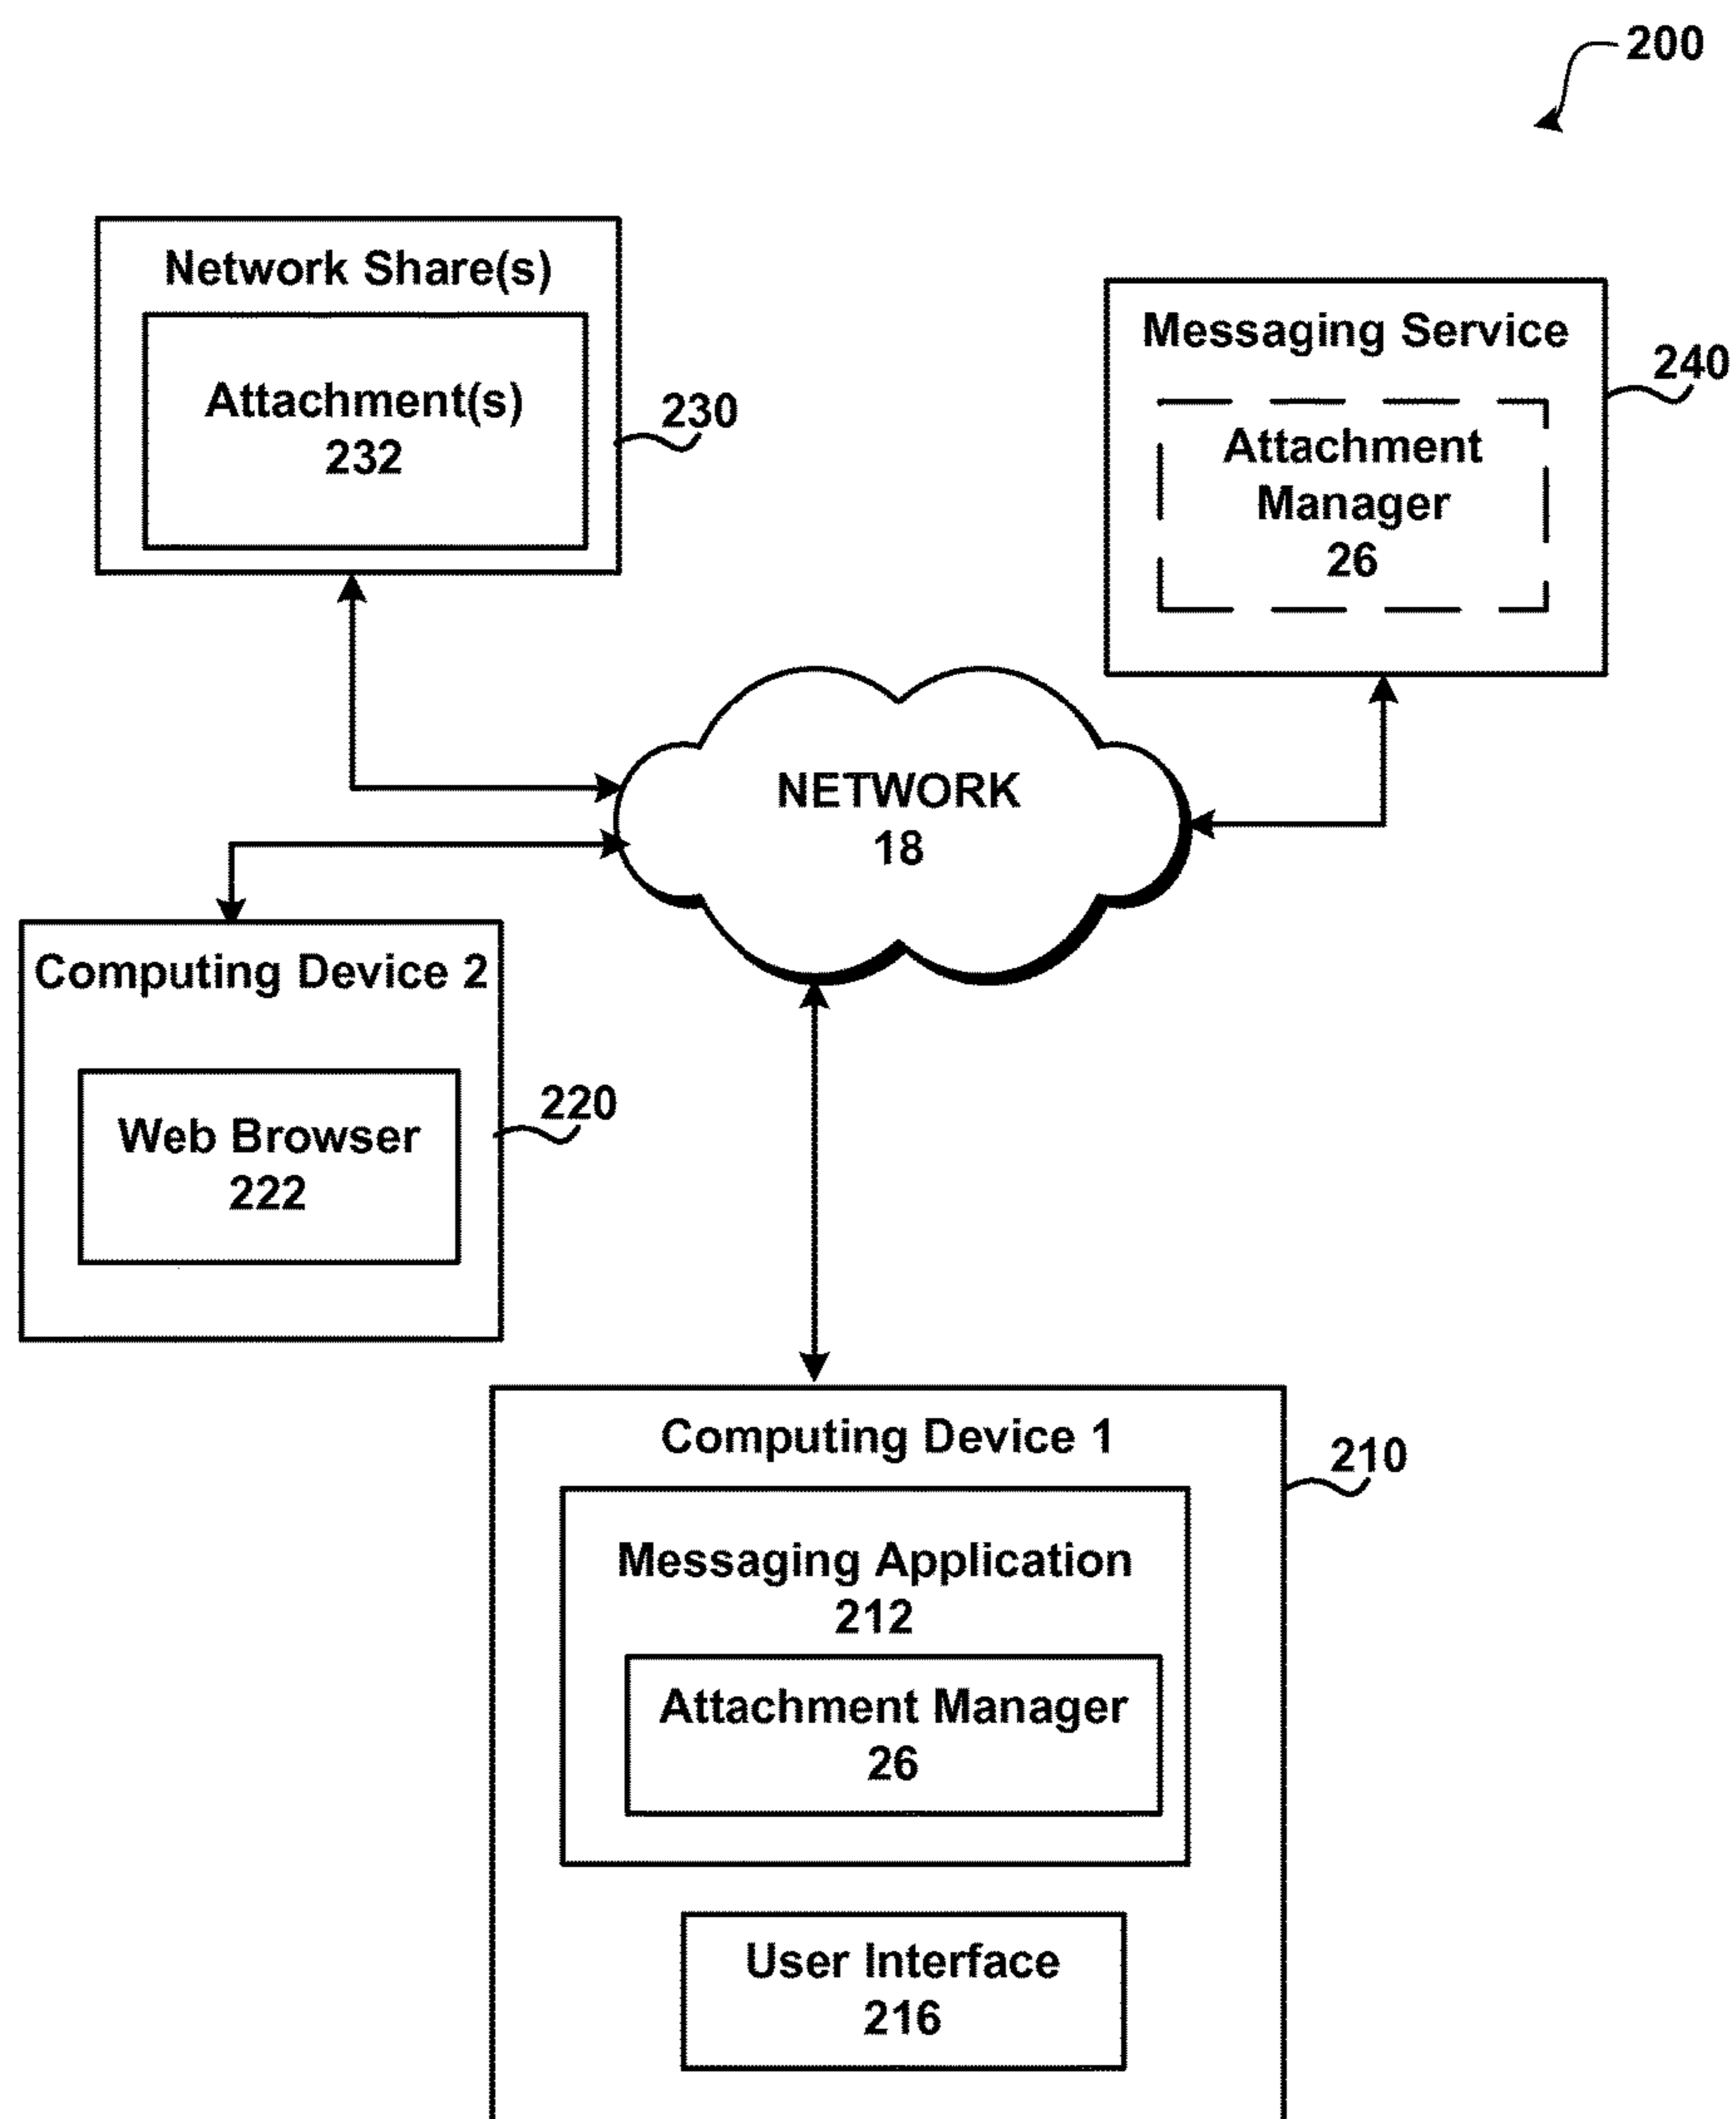 200
Network Share(s)
Attachment(s)
232
230
Messaging Service
240
Attachment
Manager
26
NETWORK
18
Computing Device 2
Web Browser
222
220
Computing Device 1
210
Messaging Application
212
Attachment Manager
26
User Interface
216